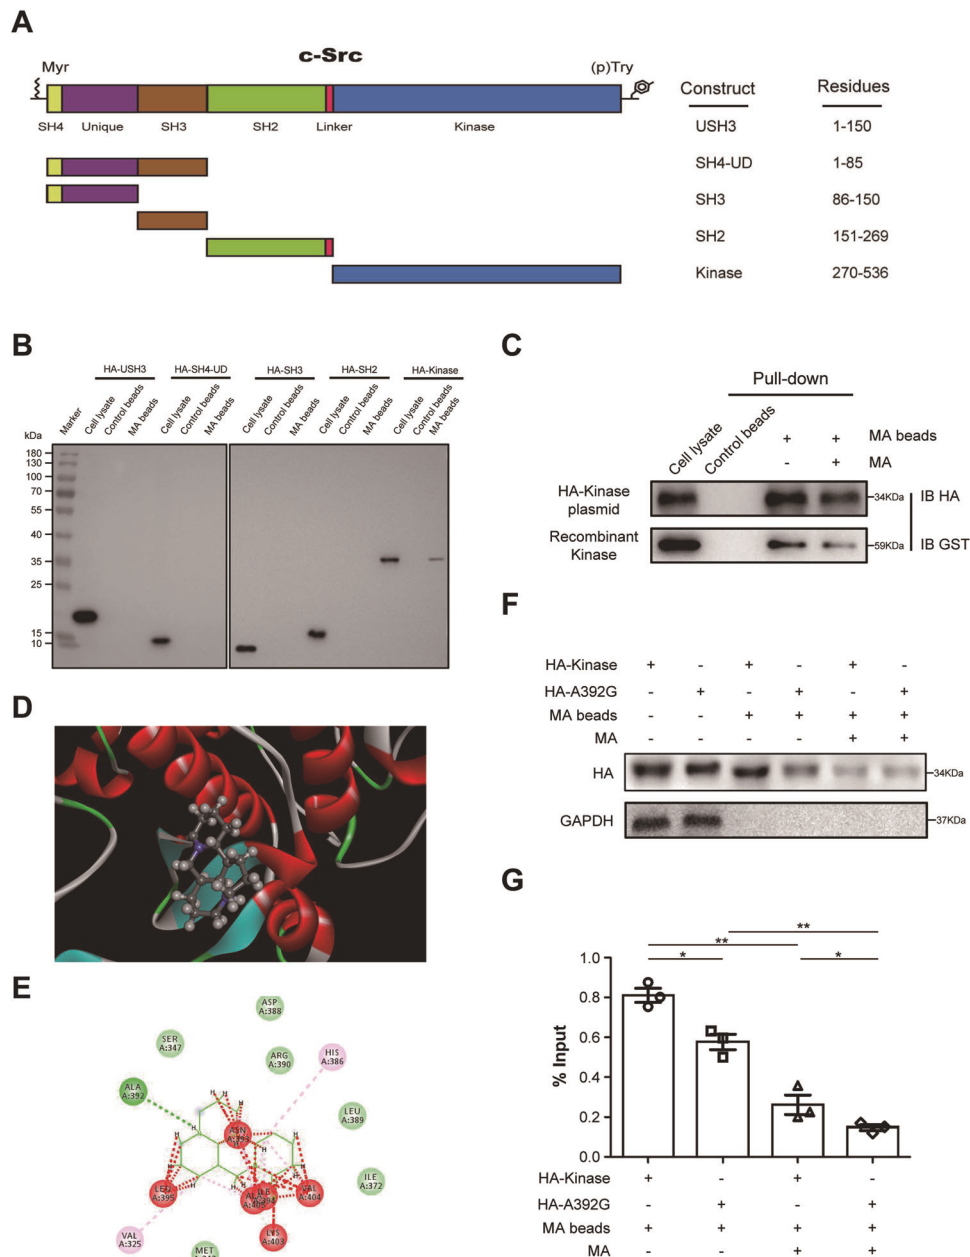 A
c-Src
Myr
(p)Try
SH4 Unique SH3 SH2 Linker Kinase
Construct Residues
USH3 1-150
SH4-UD 1-85
SH3 86-150
SH2 151-269
Kinase 270-536
B
HA-USH3 HA-SH4-UD HA-SH3 HA-SH2 HA-Kinase
Marker Cell lysate Control beads MA beads Cell lysate Control beads MA beads Cell lysate Control beads MA beads Cell lysate Control beads MA beads Cell lysate Control beads MA beads
kDa
180
130
100
70
55
40
35
25
15
10
C
Pull-down
Cell lysate Control beads + + MA beads
- + MA
HA-Kinase plasmid 34KDa IB HA
Recombinant Kinase 59KDa IB GST
D
E
ASP A:388
SER A:347
ARG A:390
HIS A:386
ALA A:392
LEU A:389
ILE A:372
VAL A:404
LYS A:403
VAL A:325
MET
F
HA-Kinase + - + - + -
HA-A392G - + - + - +
MA beads - - + + + +
MA - - - - + +
HA 34KDa
GAPDH 37KDa
G
**
**
* *
% Input
1.0
0.8
0.6
0.4
0.2
0.0
HA-Kinase + - + -
HA-A392G - + - +
MA beads + + + +
MA - - + +